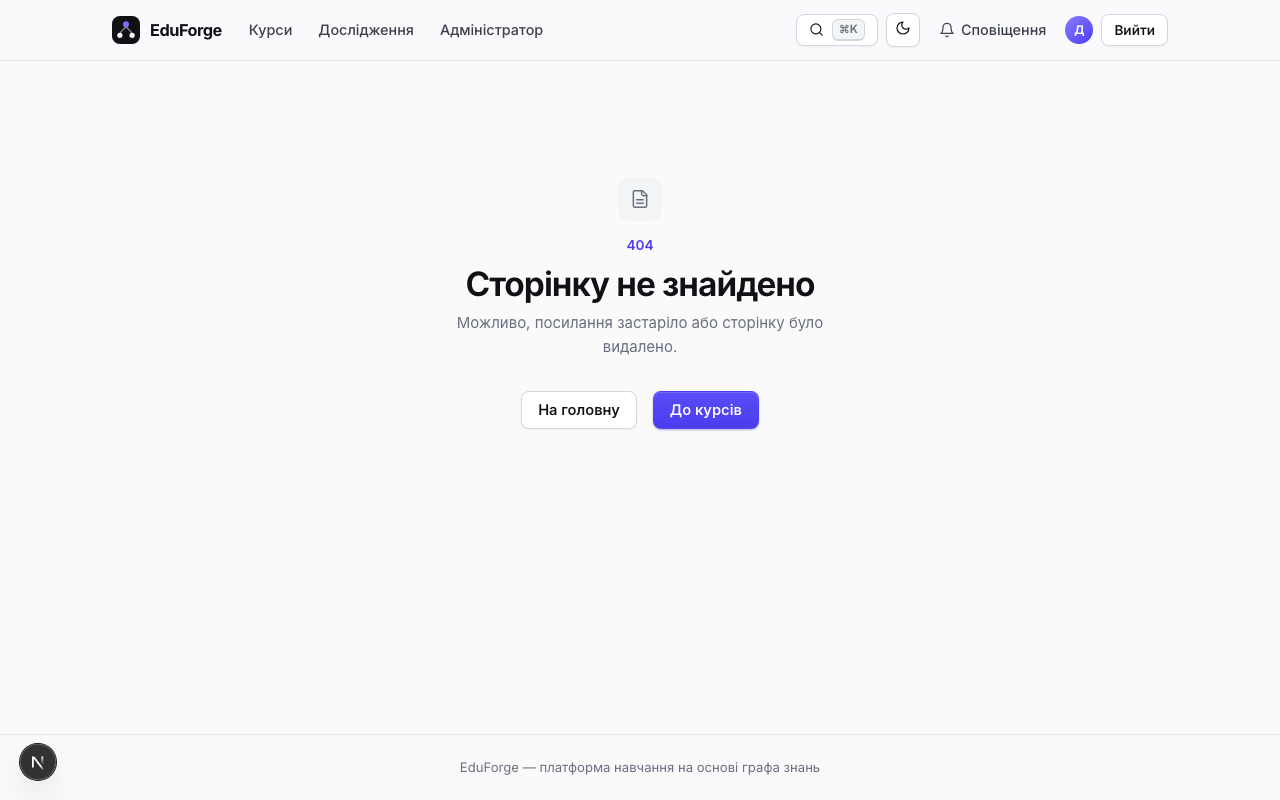 EduForge
Курси
Дослідження
Адміністратор
⌘K
Сповіщення
Д
Вийти
404
Сторінку не знайдено
Можливо, посилання застаріло або сторінку було
видалено.
На головну
До курсів
N
EduForge — платформа навчання на основі графа знань